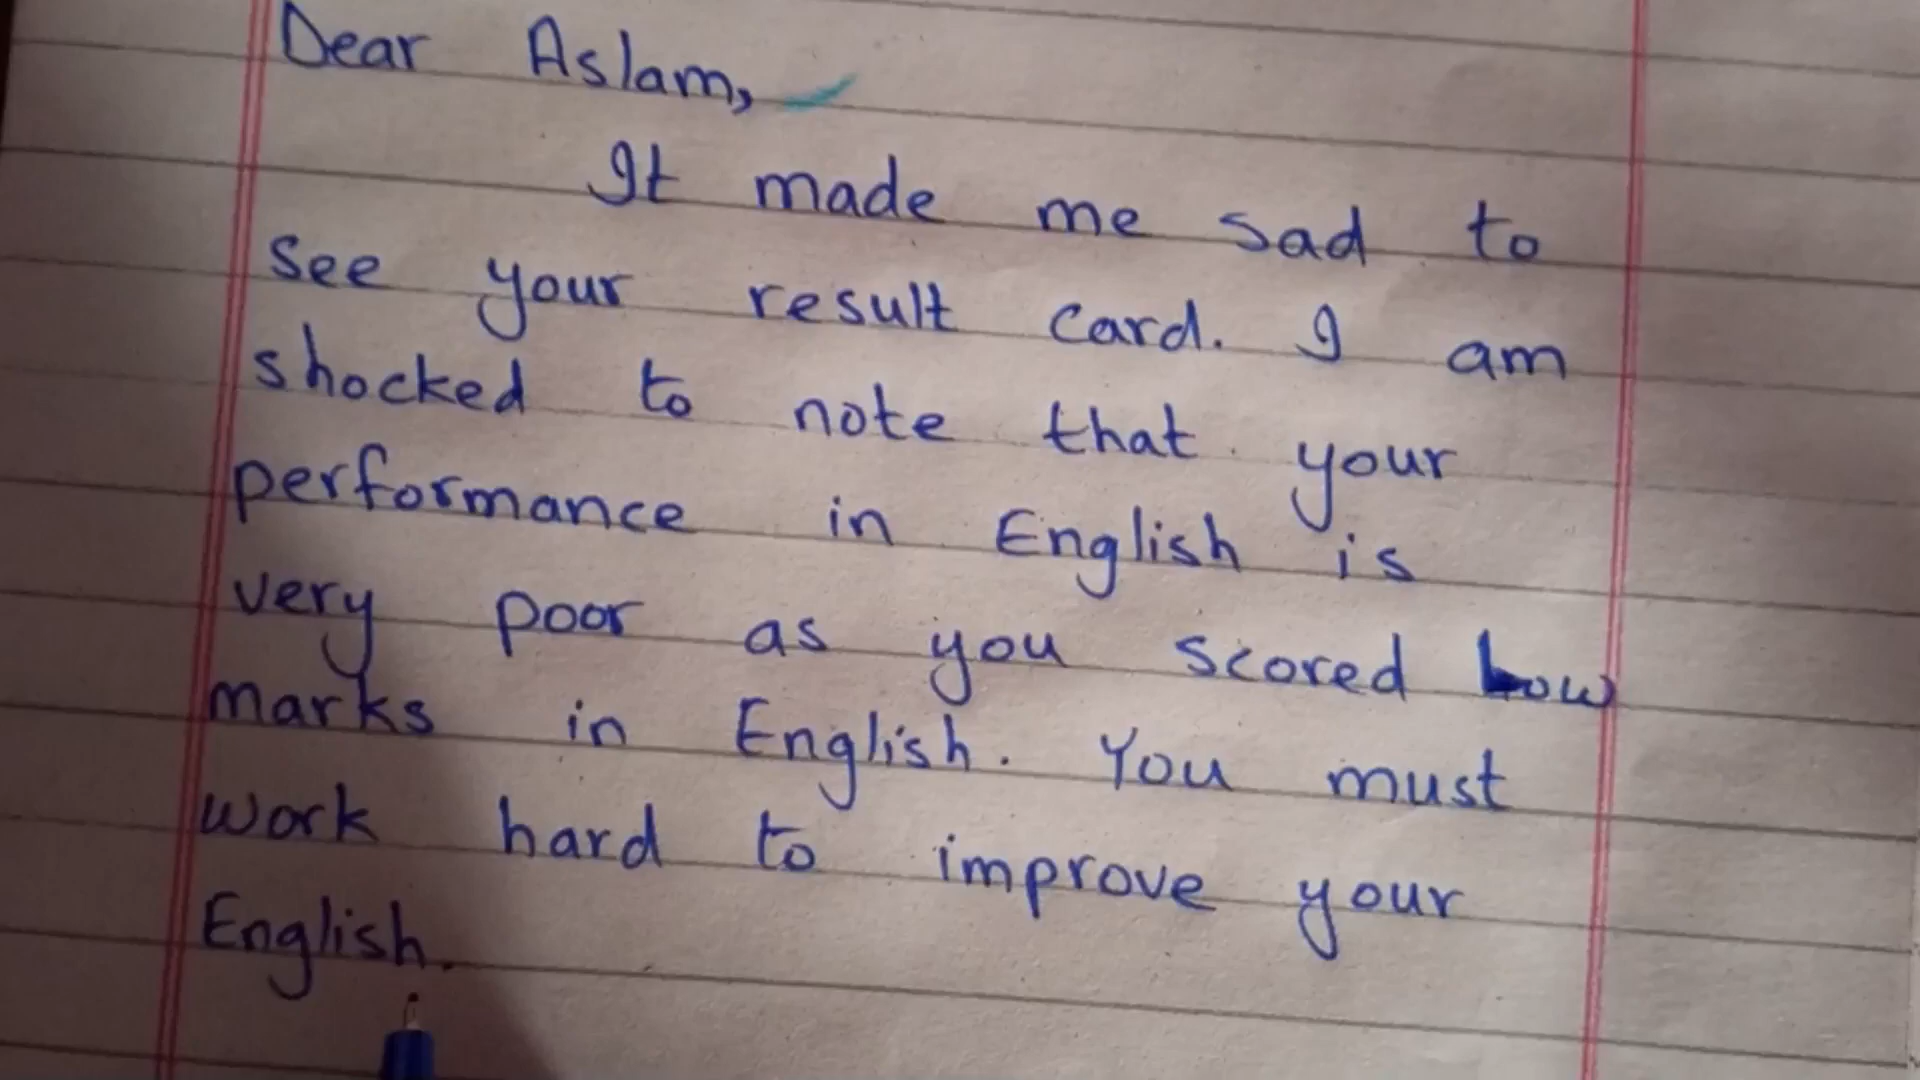 Dear Aslam,
It made me sad to
see your result card. I am
shocked to note that your
performance in English is
very poor as you scored low
marks in English. You must
work hard to improve your
English.